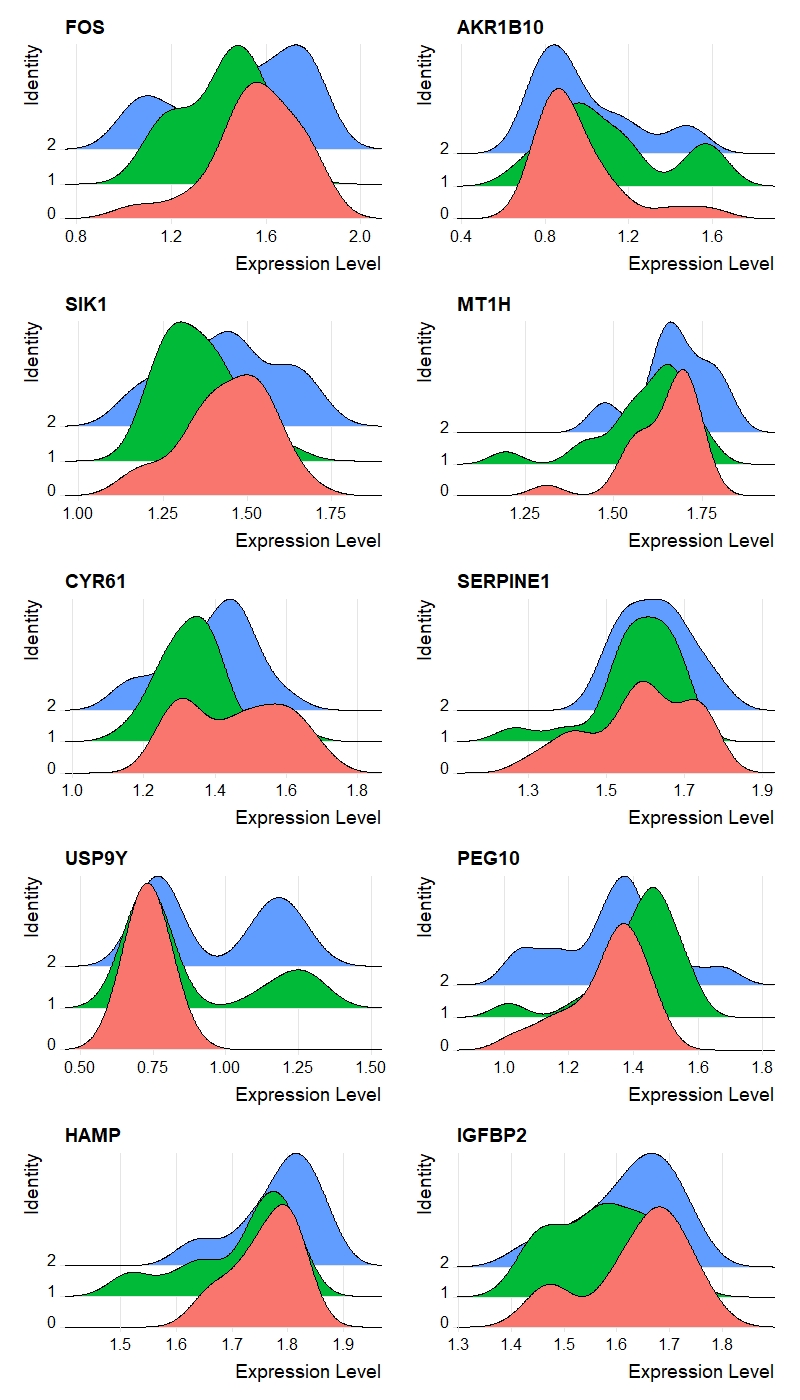 FOS
Identity
2
1
0
0.8 1.2 1.6 2.0
Expression Level
AKR1B10
Identity
2
1
0
0.4 0.8 1.2 1.6
Expression Level
SIK1
Identity
2
1
0
1.00 1.25 1.50 1.75
Expression Level
MT1H
Identity
2
1
0
1.25 1.50 1.75
Expression Level
CYR61
Identity
2
1
0
1.0 1.2 1.4 1.6 1.8
Expression Level
SERPINE1
Identity
2
1
0
1.3 1.5 1.7 1.9
Expression Level
USP9Y
Identity
2
1
0
0.50 0.75 1.00 1.25 1.50
Expression Level
PEG10
Identity
2
1
0
1.0 1.2 1.4 1.6 1.8
Expression Level
HAMP
Identity
2
1
0
1.5 1.6 1.7 1.8 1.9
Expression Level
IGFBP2
Identity
2
1
0
1.3 1.4 1.5 1.6 1.7 1.8
Expression Level